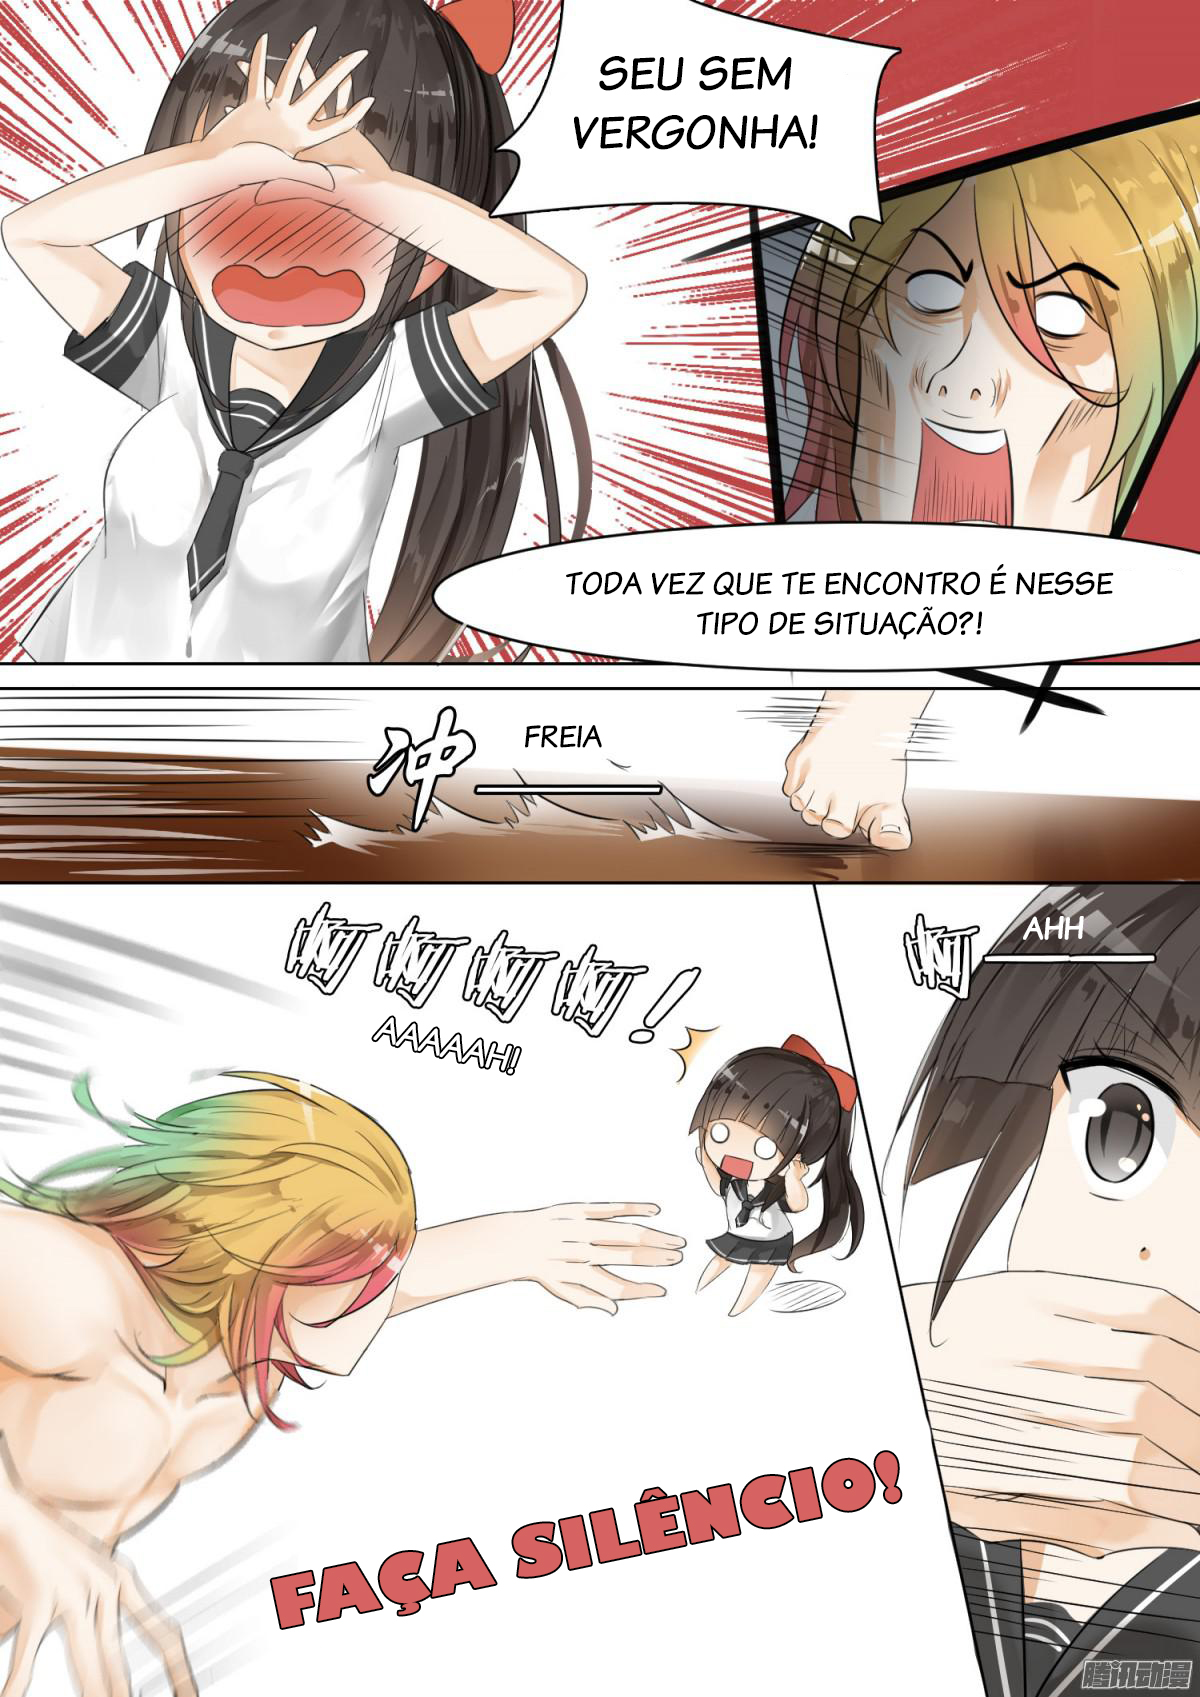 SEU SEM
VERGONHA!
TODA VEZ QUE TE ENCONTRO É NESSE
TIPO DE SITUAÇÃO?!
冲
FREIA
啊
AHH
啊啊啊啊!
AAAAAH!
FAÇA SILÊNCIO!
腾讯动漫